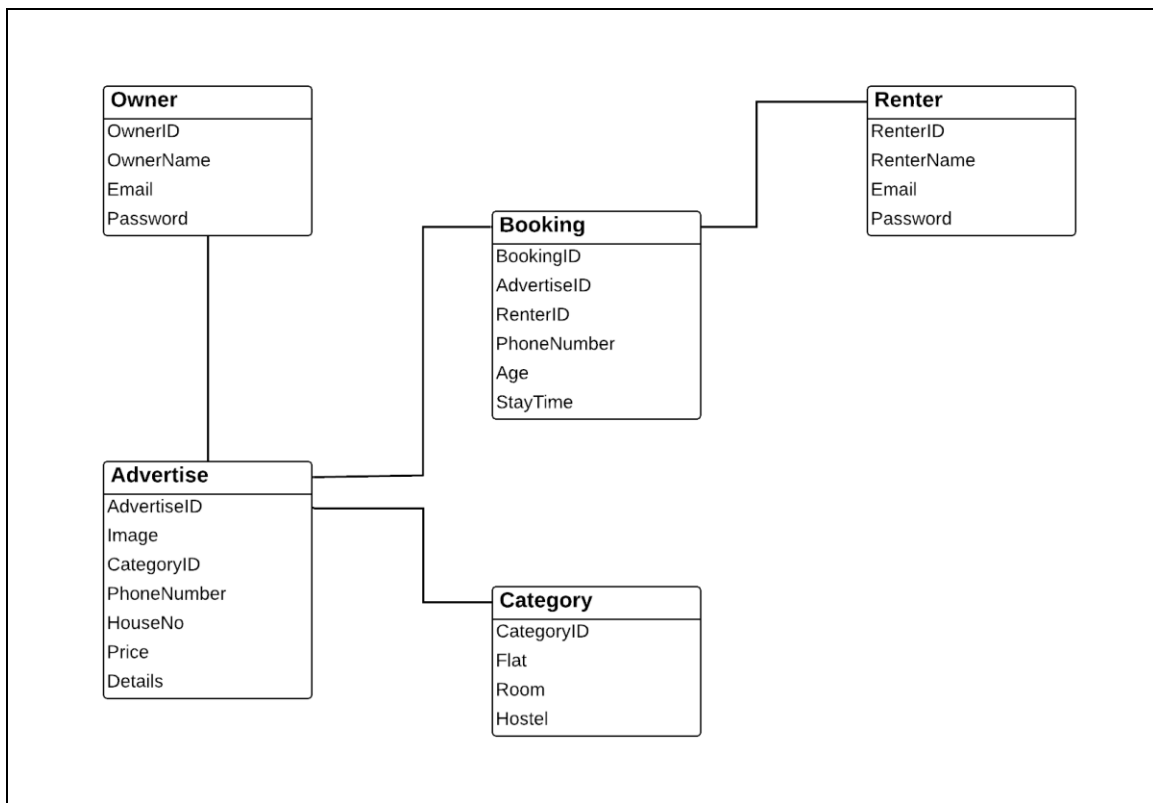 Owner
OwnerID
OwnerName
Email
Password
Renter
RenterID
RenterName
Email
Password
Booking
BookingID
AdvertiseID
RenterID
PhoneNumber
Age
StayTime
Advertise
AdvertiseID
Image
CategoryID
PhoneNumber
HouseNo
Price
Details
Category
CategoryID
Flat
Room
Hostel